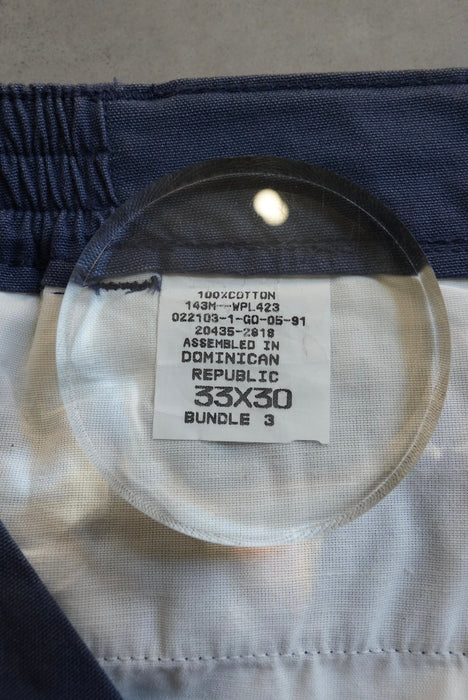 100%COTTON
143M--WPL423
022103-1-GO-05-91
20435-2818
ASSEMBLED IN
DOMINICAN
REPUBLIC
33X30
BUNDLE 3